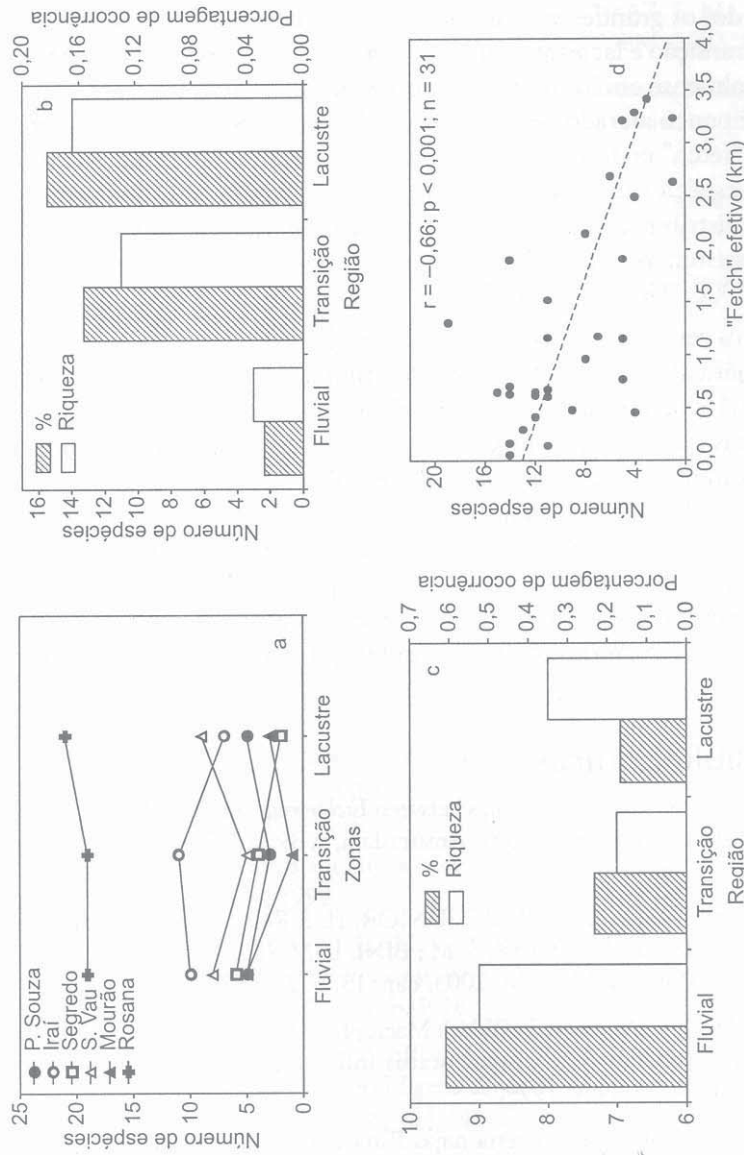 P. Souza
Iraí
Segredo
S. Vau
Mourão
Rosana
Número de espécies
25
20
15
10
5
0
a
Fluvial
Transição
Lacustre
Zonas
%
Riqueza
b
Número de espécies
16
14
12
10
8
6
4
2
0
Porcentagem de ocorrência
0,20
0,16
0,12
0,08
0,04
0,00
Fluvial
Transição
Lacustre
Região
%
Riqueza
c
10
9
8
7
6
Porcentagem de ocorrência
0,7
0,6
0,5
0,4
0,3
0,2
0,1
0,0
Fluvial
Transição
Lacustre
Região
r = –0,66; p < 0,001; n = 31
d
Número de espécies
20
16
12
8
4
0
0,0
0,5
1,0
1,5
2,0
2,5
3,0
3,5
4,0
"Fetch" efetivo (km)